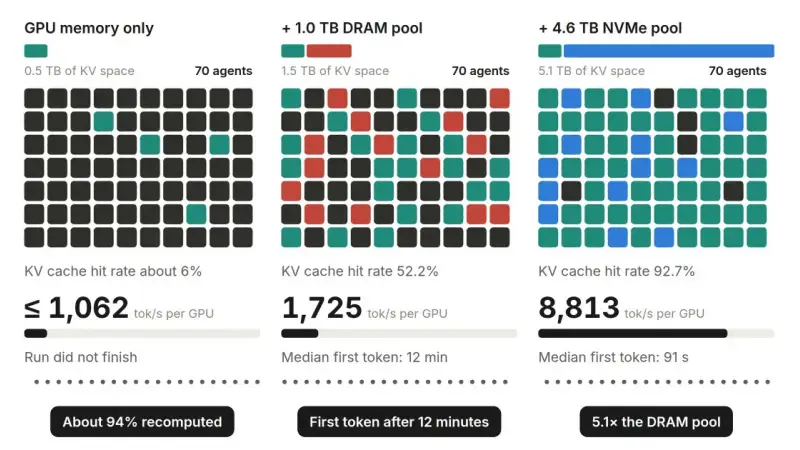 GPU memory only
0.5 TB of KV space 70 agents
KV cache hit rate about 6%
≤ 1,062 tok/s per GPU
Run did not finish
About 94% recomputed
+ 1.0 TB DRAM pool
1.5 TB of KV space 70 agents
KV cache hit rate 52.2%
1,725 tok/s per GPU
Median first token: 12 min
First token after 12 minutes
+ 4.6 TB NVMe pool
5.1 TB of KV space 70 agents
KV cache hit rate 92.7%
8,813 tok/s per GPU
Median first token: 91 s
5.1× the DRAM pool